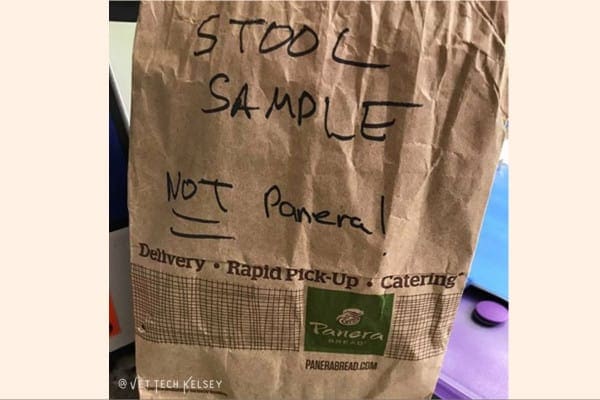 STOOL
SAMPLE
NOT Panera!
Delivery • Rapid Pick-Up • Catering
Panera
BREAD
PANERABREAD.COM
@VET TECH KELSEY